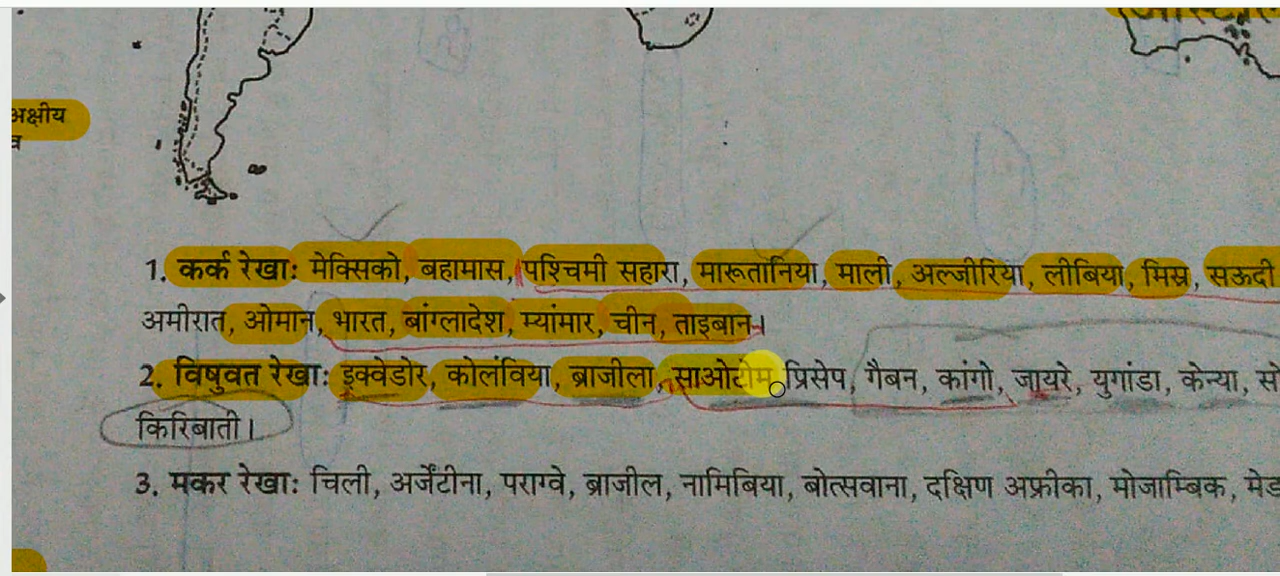 अक्षीय
1. कर्क रेखाः मेक्सिको, बहामास, पश्चिमी सहारा, मारूतानिया, माली, अल्जीरिया, लीबिया, मिस्र, सऊदी
अमीरात, ओमान, भारत, बांग्लादेश, म्यांमार, चीन, ताइबान।
2. विषुवत रेखाः इक्वेडोर, कोलंविया, ब्राजीला, साओटोम प्रिसेप, गैबन, कांगो, जायरे, युगांडा, केन्या,
किरिबाती।
3. मकर रेखाः चिली, अर्जेंटीना, पराग्वे, ब्राजील, नामिबिया, बोत्सवाना, दक्षिण अफ्रीका, मोजाम्बिक,